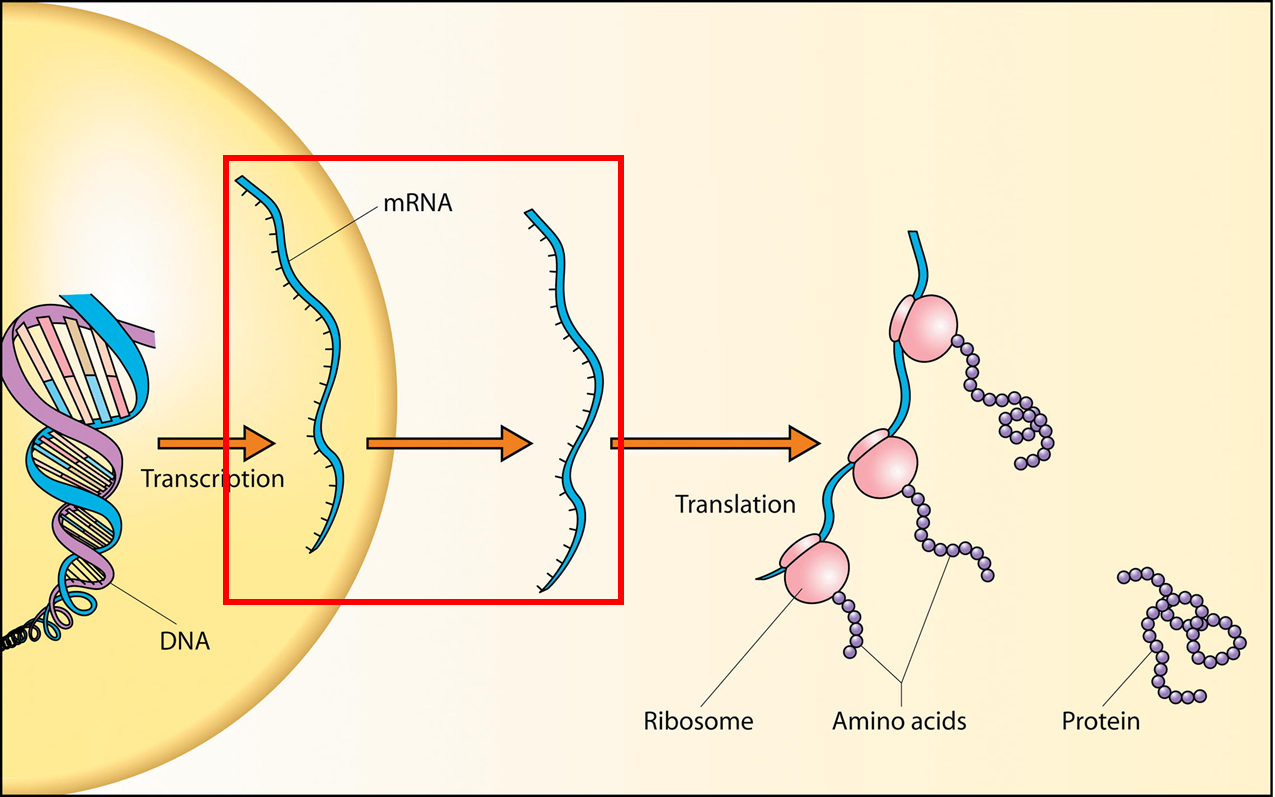 mRNA
Transcription
Translation
DNA
Ribosome
Amino acids
Protein